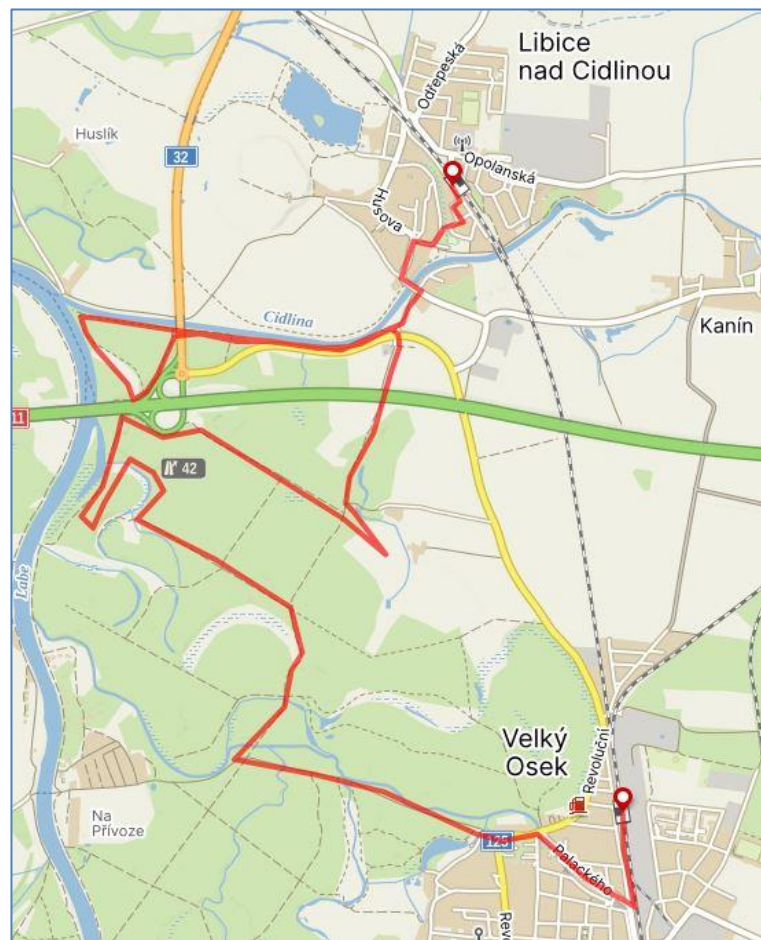 Libice
nad Cidlinou
Odřepeská
Huslík
32
Opolanská
Husova
Cidlina
Kanín
11
42
Labe
Velký
Osek
Revoluční
Na
Přívoze
125
Palackého
Rev